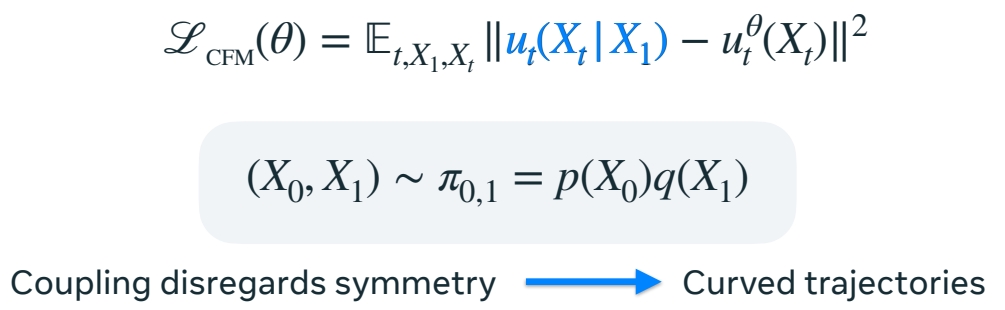 ℒ_CFM(θ) = 𝔼_{t,X_1,X_t} ‖u_t(X_t|X_1) − u_t^θ(X_t)‖^2
(X_0, X_1) ∼ π_{0,1} = p(X_0)q(X_1)
Coupling disregards symmetry ⟶ Curved trajectories